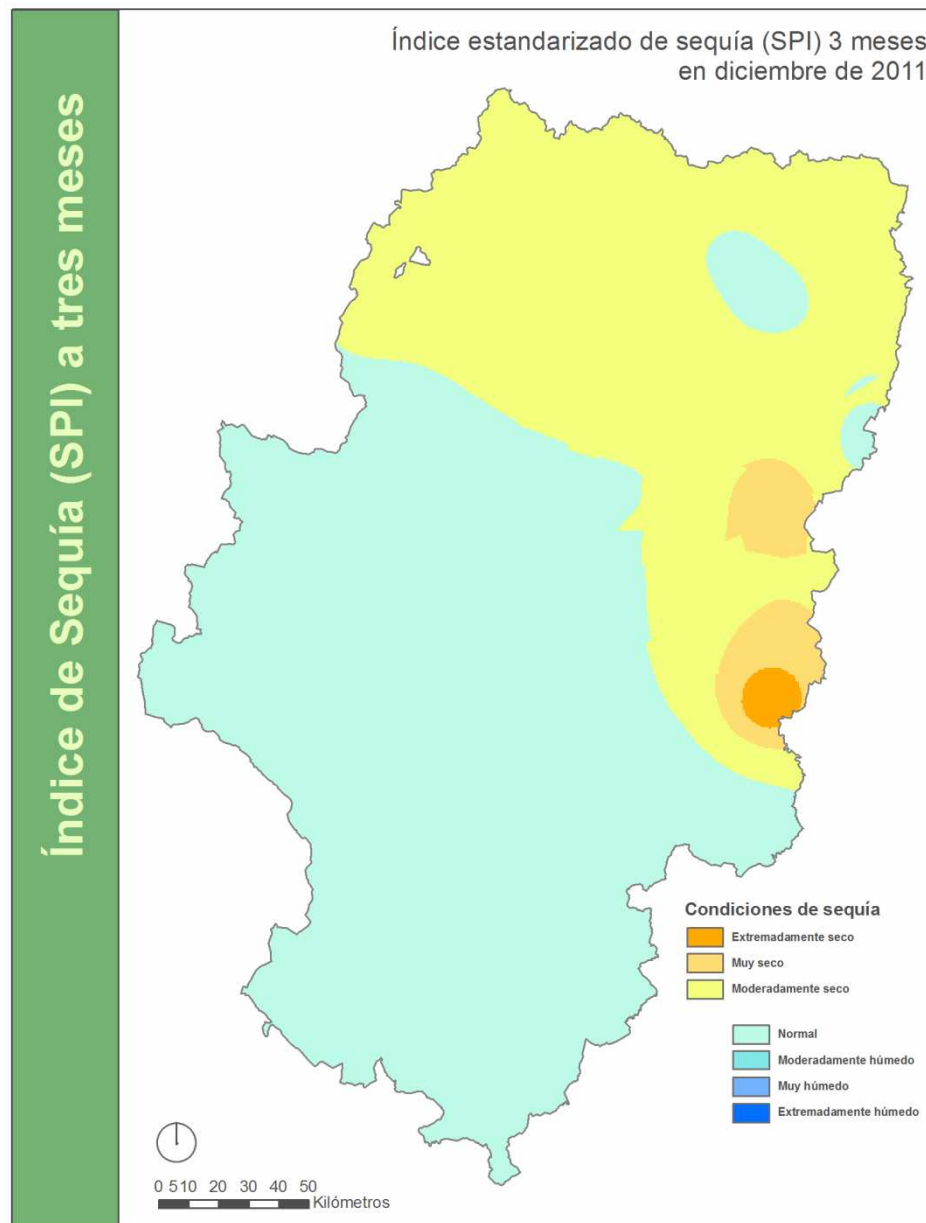 Índice de Sequía (SPI) a tres meses
Índice estandarizado de sequía (SPI) 3 meses
en diciembre de 2011
Condiciones de sequía
Extremadamente seco
Muy seco
Moderadamente seco
Normal
Moderadamente húmedo
Muy húmedo
Extremadamente húmedo
0 5 10 20 30 40 50
Kilómetros